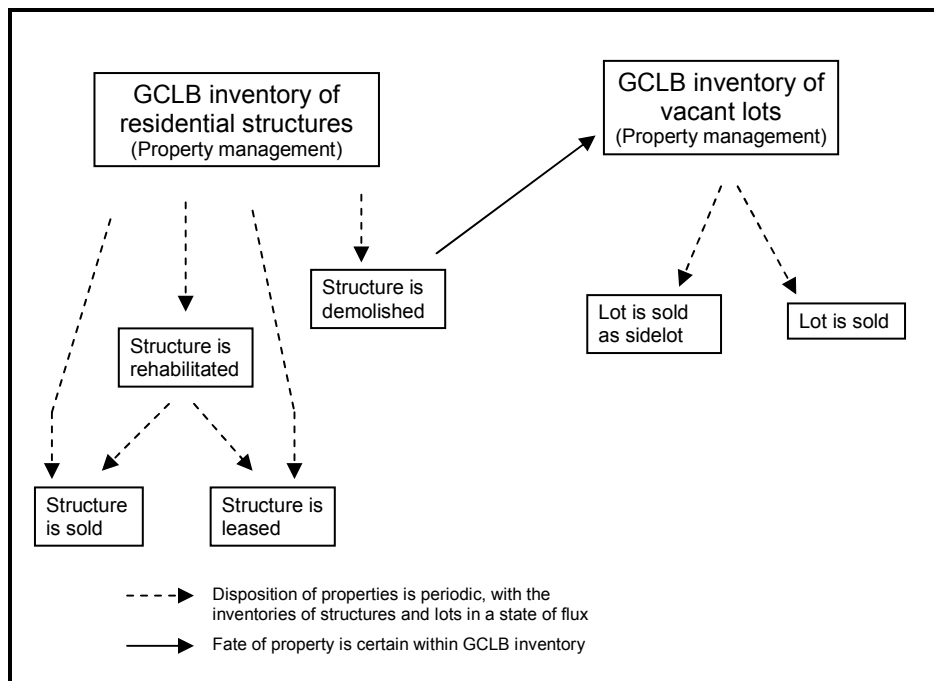 GCLB inventory of
residential structures
(Property management)
GCLB inventory of
vacant lots
(Property management)
Structure is
demolished
Lot is sold
as sidelot
Lot is sold
Structure is
rehabilitated
Structure
is sold
Structure is
leased
Disposition of properties is periodic, with the
inventories of structures and lots in a state of flux
Fate of property is certain within GCLB inventory